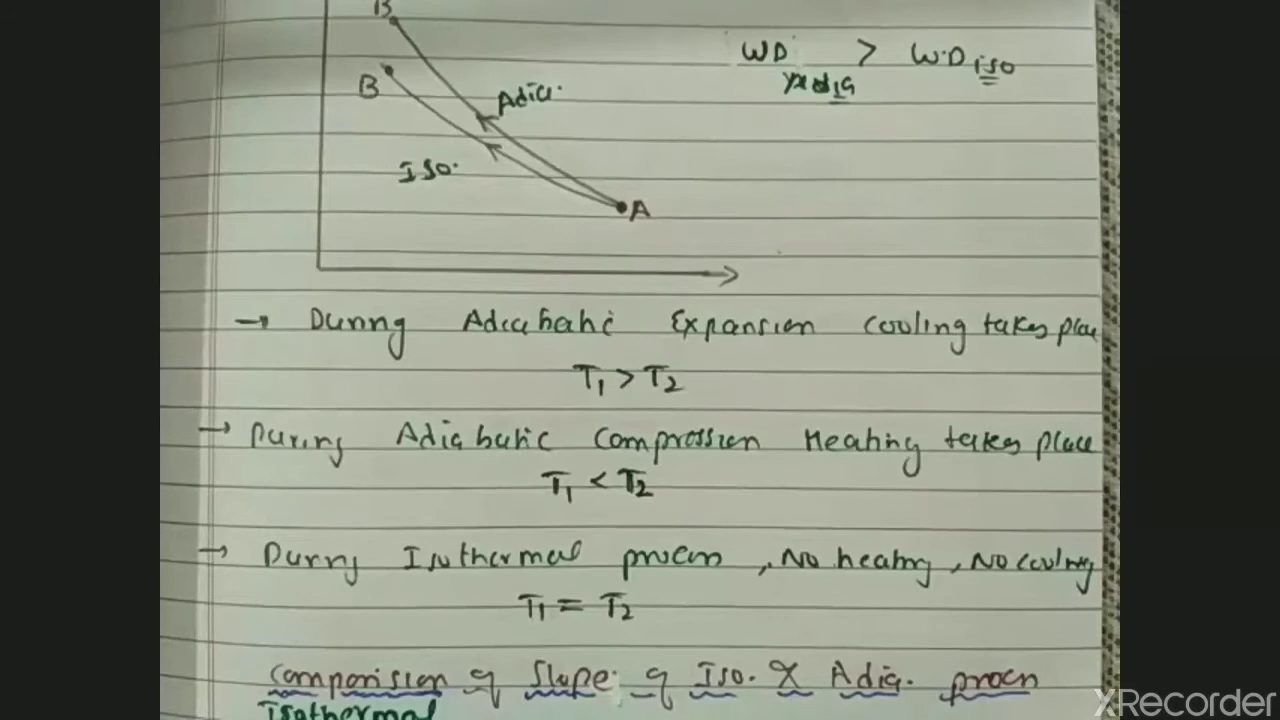 B
WD > W.D iso
Adia
B
Adia.
Iso.
A
→ During Adiabatic Expansion cooling takes place
T1 > T2
→ During Adiabatic Compression Heating takes place
T1 < T2
→ During Isothermal process, No heating, No cooling
T1 = T2
Comparision of Slope of Iso. & Adia. process
Isothermal
XRecorder